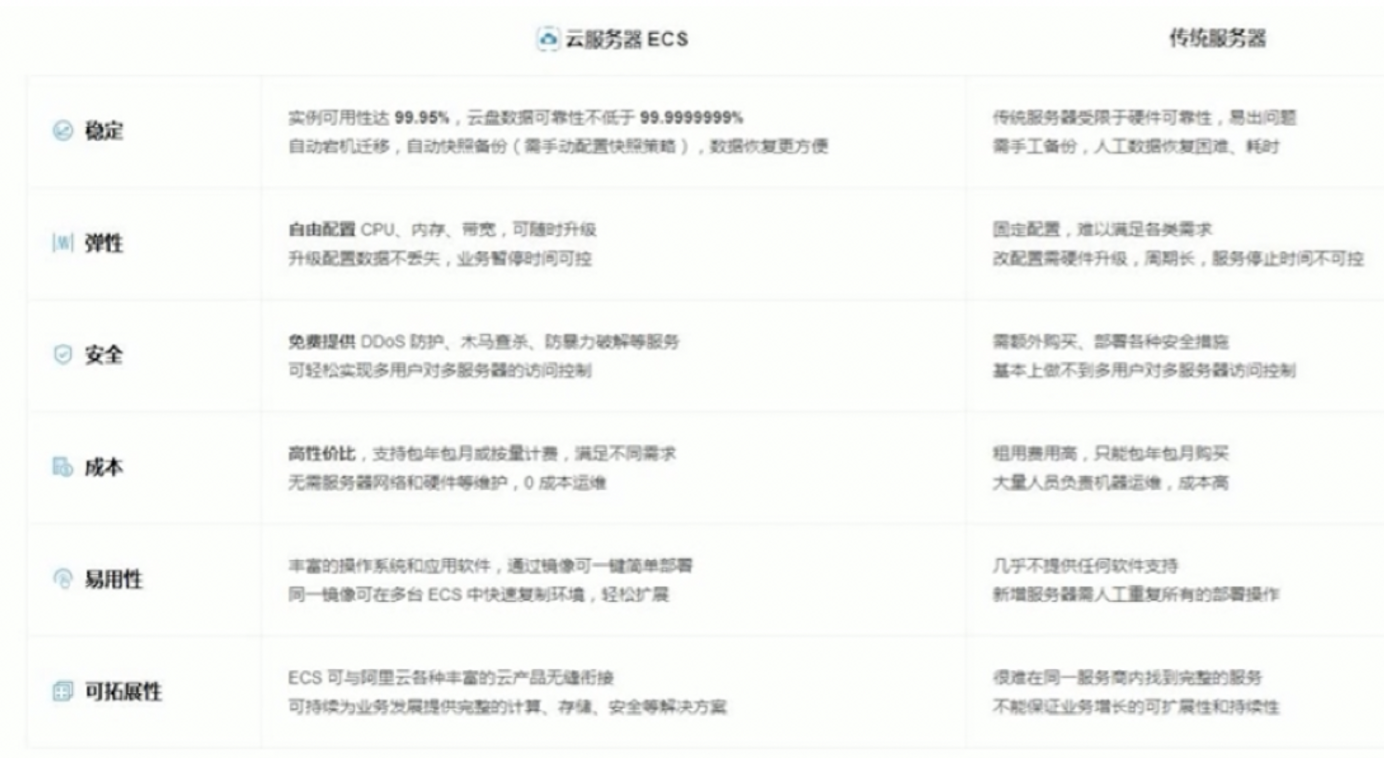 云服务器 ECS
传统服务器
稳定
实例可用性达 99.95%，云盘数据可靠性不低于 99.9999999%
自动宕机迁移，自动快照备份（需手动配置快照策略），数据恢复更方便
传统服务器受限于硬件可靠性，易出问题
需手工备份，人工数据恢复困难、耗时
弹性
自由配置 CPU、内存、带宽，可随时升级
升级配置数据不丢失，业务暂停时间可控
固定配置，难以满足各类需求
改配置需硬件升级，周期长，服务停止时间不可控
安全
免费提供 DDoS 防护、木马查杀、防暴力破解等服务
可轻松实现多用户对多服务器的访问控制
需额外购买、部署各种安全措施
基本上做不到多用户对多服务器访问控制
成本
高性价比，支持包年包月或按量计费，满足不同需求
无需服务器网络和硬件等维护，0 成本运维
租用费用高，只能包年包月购买
大量人员负责机器运维，成本高
易用性
丰富的操作系统和应用软件，通过镜像可一键简单部署
同一镜像可在多台 ECS 中快速复制环境，轻松扩展
几乎不提供任何软件支持
新增服务器需人工重复所有的部署操作
可拓展性
ECS 可与阿里云各种丰富的云产品无缝衔接
可持续为业务发展提供完整的计算、存储、安全等解决方案
很难在同一服务商内找到完整的服务
不能保证业务增长的可扩展性和持续性